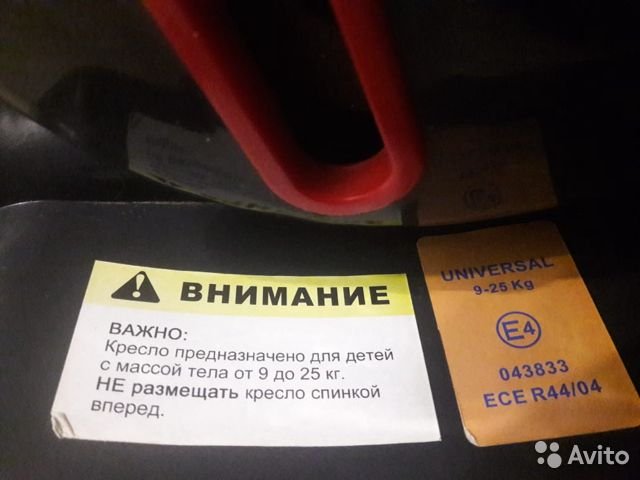 ВНИМАНИЕ
ВАЖНО:
Кресло предназначено для детей
с массой тела от 9 до 25 кг.
НЕ размещать кресло спинкой
вперед.
UNIVERSAL
9-25 Kg
E4
043833
ECE R44/04
Avito